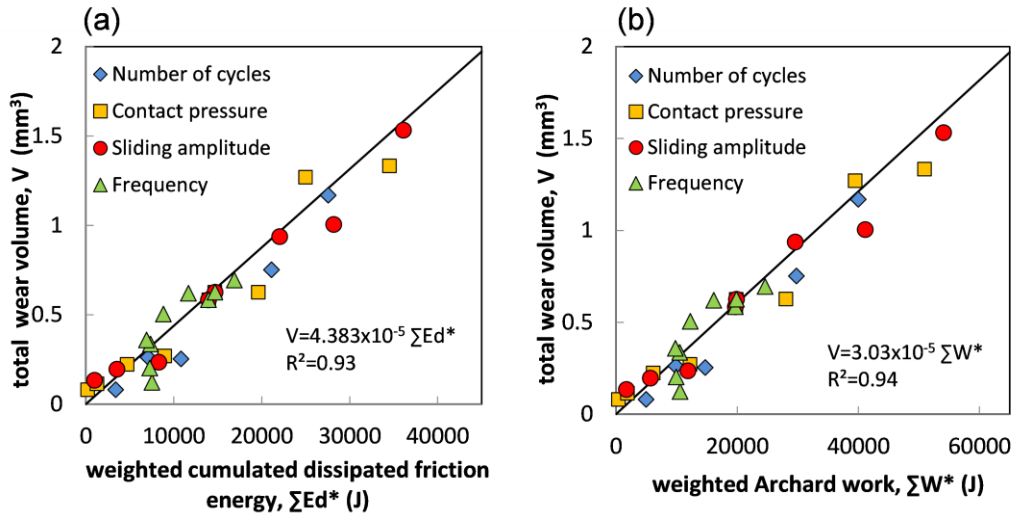 (a)
2
1.5
1
0.5
0
total wear volume, V (mm³)
Number of cycles
Contact pressure
Sliding amplitude
Frequency
V=4.383x10⁻⁵ ∑Ed*
R²=0.93
0 10000 20000 30000 40000
weighted cumulated dissipated friction
energy, ∑Ed* (J)
(b)
2
1.5
1
0.5
0
total wear volume, V (mm³)
Number of cycles
Contact pressure
Sliding amplitude
Frequency
V=3.03x10⁻⁵ ∑W*
R²=0.94
0 20000 40000 60000
weighted Archard work, ∑W* (J)